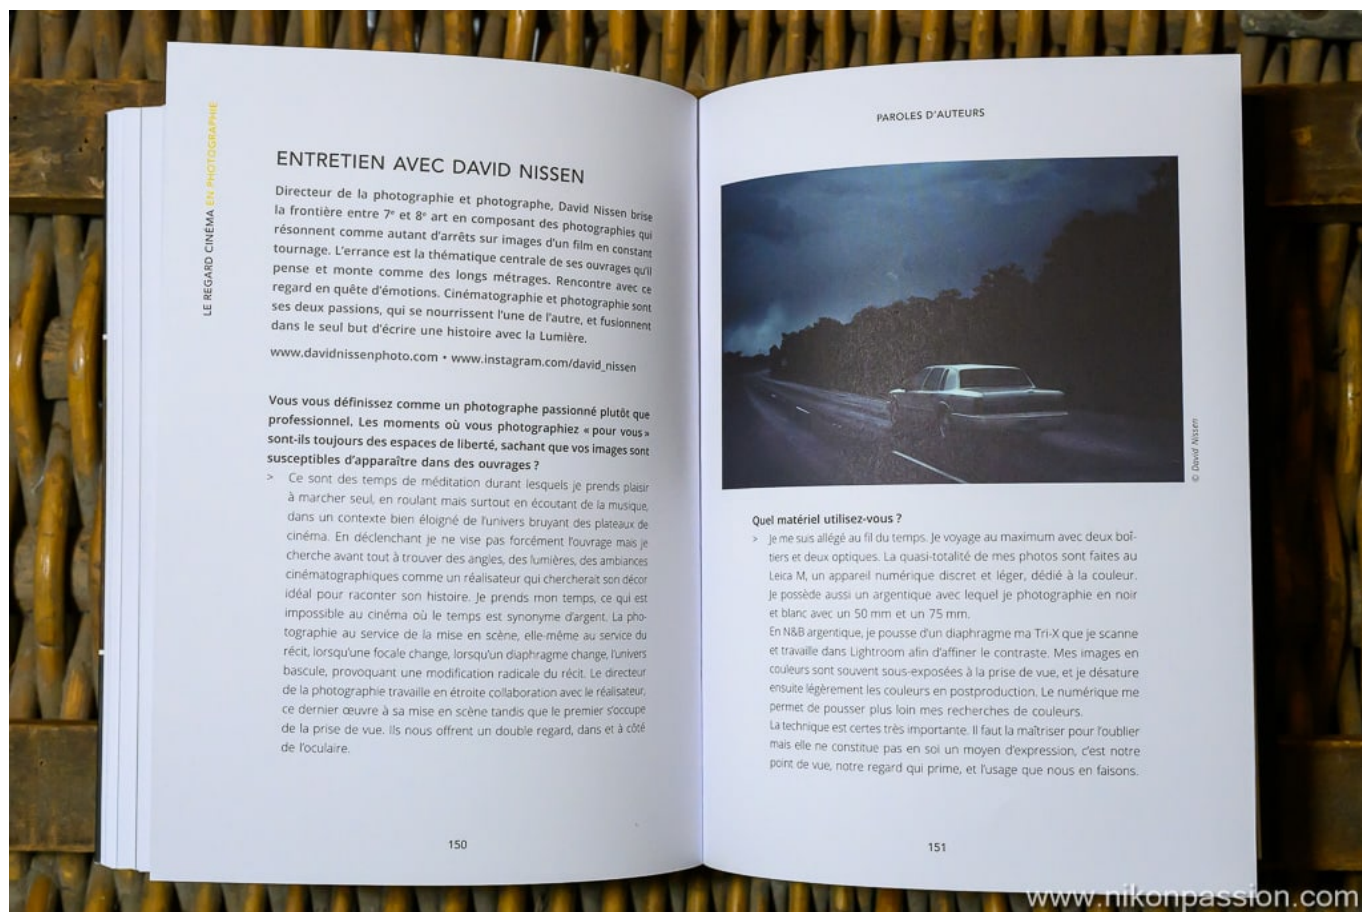 LE REGARD CINÉMA EN PHOTOGRAPHIE
ENTRETIEN AVEC DAVID NISSEN
Directeur de la photographie et photographe, David Nissen brise
la frontière entre 7e et 8e art en composant des photographies qui
résonnent comme autant d'arrêts sur images d'un film en constant
tournage. L'errance est la thématique centrale de ses ouvrages qu'il
pense et monte comme des longs métrages. Rencontre avec ce
regard en quête d'émotions. Cinématographie et photographie sont
ses deux passions, qui se nourrissent l'une de l'autre, et fusionnent
dans le seul but d'écrire une histoire avec la Lumière.
www.davidnissenphoto.com • www.instagram.com/david_nissen
Vous vous définissez comme un photographe passionné plutôt que
professionnel. Les moments où vous photographiez « pour vous »
sont-ils toujours des espaces de liberté, sachant que vos images sont
susceptibles d'apparaître dans des ouvrages ?
> Ce sont des temps de méditation durant lesquels je prends plaisir
à marcher seul, en roulant mais surtout en écoutant de la musique,
dans un contexte bien éloigné de l'univers bruyant des plateaux de
cinéma. En déclenchant je ne vise pas forcément l'ouvrage mais je
cherche avant tout à trouver des angles, des lumières, des ambiances
cinématographiques comme un réalisateur qui chercherait son décor
idéal pour raconter son histoire. Je prends mon temps, ce qui est
impossible au cinéma où le temps est synonyme d'argent. La pho-
tographie au service de la mise en scène, elle-même au service du
récit, lorsqu'une focale change, lorsqu'un diaphragme change, l'univers
bascule, provoquant une modification radicale du récit. Le directeur
de la photographie travaille en étroite collaboration avec le réalisateur,
ce dernier œuvre à sa mise en scène tandis que le premier s'occupe
de la prise de vue. Ils nous offrent un double regard, dans et à côté
de l'oculaire.
150
PAROLES D'AUTEURS
© David Nissen
Quel matériel utilisez-vous ?
> Je me suis allégé au fil du temps. Je voyage au maximum avec deux boî-
tiers et deux optiques. La quasi-totalité de mes photos sont faites au
Leica M, un appareil numérique discret et léger, dédié à la couleur.
Je possède aussi un argentique avec lequel je photographie en noir
et blanc avec un 50 mm et un 75 mm.
En N&B argentique, je pousse d'un diaphragme ma Tri-X que je scanne
et travaille dans Lightroom afin d'affiner le contraste. Mes images en
couleurs sont souvent sous-exposées à la prise de vue, et je désature
ensuite légèrement les couleurs en postproduction. Le numérique me
permet de pousser plus loin mes recherches de couleurs.
La technique est certes très importante. Il faut la maîtriser pour l'oublier
mais elle ne constitue pas en soi un moyen d'expression, c'est notre
point de vue, notre regard qui prime, et l'usage que nous en faisons.
151
www.nikonpassion.com